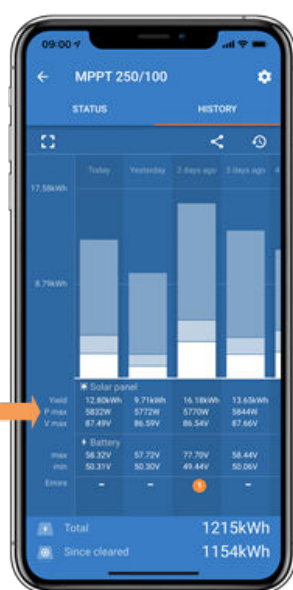 09:00
MPPT 250/100
STATUS HISTORY
Today Yesterday 2 days ago 3 days ago 4
17.58kWh
8.79kWh
Solar panel
Yield 12.80kWh 9.71kWh 16.18kWh 13.65kWh
P max 5832W 5772W 5770W 5844W
V max 87.49V 86.59V 86.54V 87.66V
Battery
max 58.32V 57.72V 77.70V 58.44V
min 50.31V 50.30V 49.44V 50.06V
Errors - - 1 -
Total 1215kWh
Since cleared 1154kWh